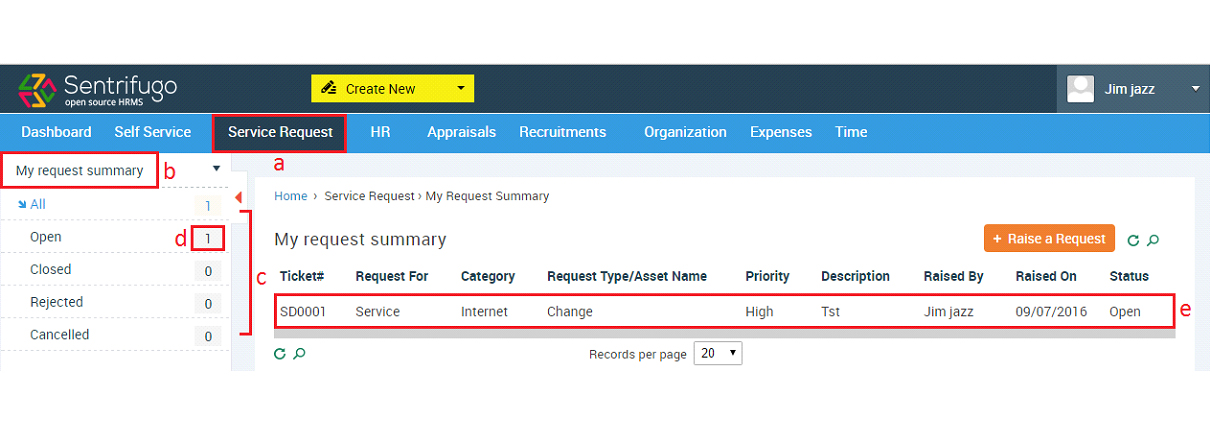 Sentrifugo
open source HRMS
Create New
Jim jazz
Dashboard Self Service Service Request HR Appraisals Recruitments Organization Expenses Time
a
My request summary b
All 1
Open d 1
Closed 0
Rejected 0
Cancelled 0
c
Home › Service Request › My Request Summary
My request summary + Raise a Request
Ticket# Request For Category Request Type/Asset Name Priority Description Raised By Raised On Status
SD0001 Service Internet Change High Tst Jim jazz 09/07/2016 Open e
Records per page 20